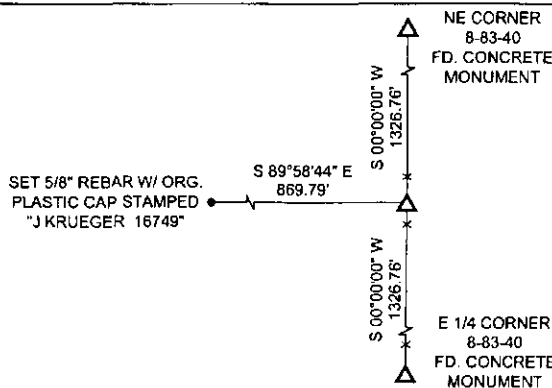 NE CORNER
8-83-40
FD. CONCRETE
MONUMENT
S 00°00'00" W
1326.76'
S 89°58'44" E
869.79'
SET 5/8" REBAR W/ ORG.
PLASTIC CAP STAMPED
"J KRUEGER 16749"
S 00°00'00" W
1326.76'
E 1/4 CORNER
8-83-40
FD. CONCRETE
MONUMENT